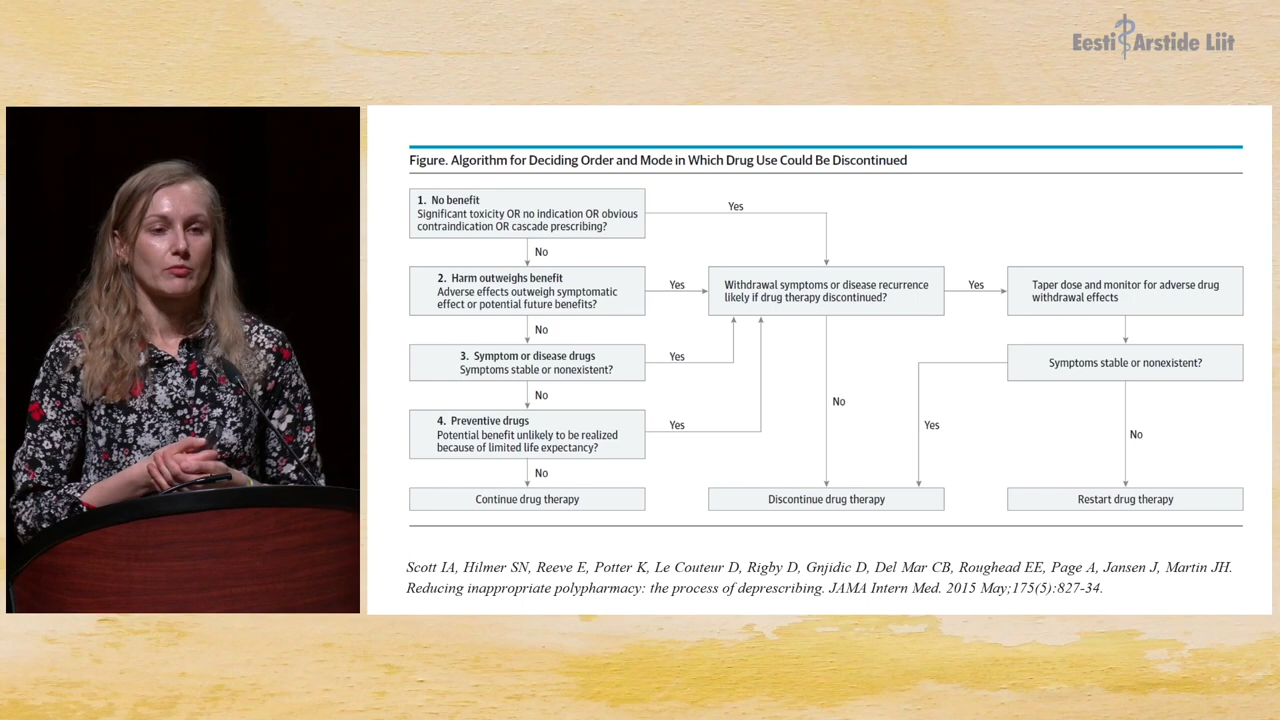 Eesti Arstide Liit
Figure. Algorithm for Deciding Order and Mode in Which Drug Use Could Be Discontinued
1. No benefit
Significant toxicity OR no indication OR obvious
contraindication OR cascade prescribing?
Yes
No
2. Harm outweighs benefit
Adverse effects outweigh symptomatic
effect or potential future benefits?
Yes
Withdrawal symptoms or disease recurrence
likely if drug therapy discontinued?
Yes
Taper dose and monitor for adverse drug
withdrawal effects
No
3. Symptom or disease drugs
Symptoms stable or nonexistent?
Yes
Symptoms stable or nonexistent?
No
No
4. Preventive drugs
Potential benefit unlikely to be realized
because of limited life expectancy?
Yes
Yes
No
No
Continue drug therapy
Discontinue drug therapy
Restart drug therapy
Scott IA, Hilmer SN, Reeve E, Potter K, Le Couteur D, Rigby D, Gnjidic D, Del Mar CB, Roughead EE, Page A, Jansen J, Martin JH.
Reducing inappropriate polypharmacy: the process of deprescribing. JAMA Intern Med. 2015 May;175(5):827-34.